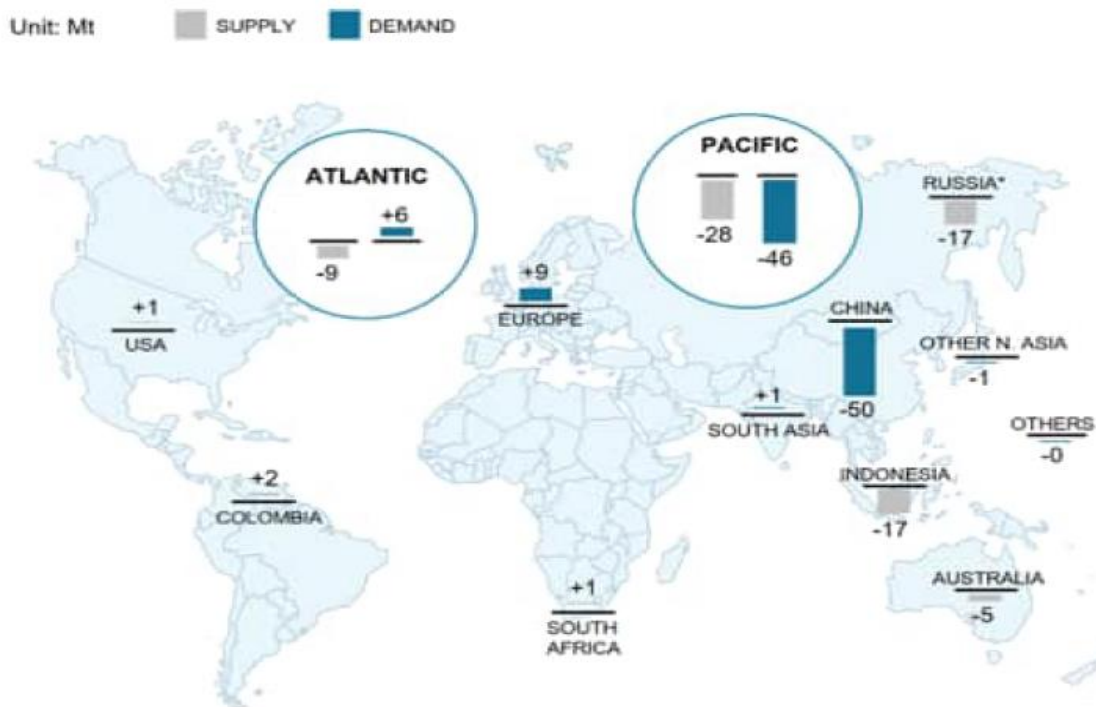 Unit: Mt SUPPLY DEMAND
ATLANTIC
+6
-9
PACIFIC
-28
-46
RUSSIA*
-17
+9
EUROPE
+1
USA
CHINA
-50
OTHER N. ASIA
-1
+1
SOUTH ASIA
OTHERS
-0
+2
COLOMBIA
INDONESIA
-17
AUSTRALIA
-5
+1
SOUTH
AFRICA